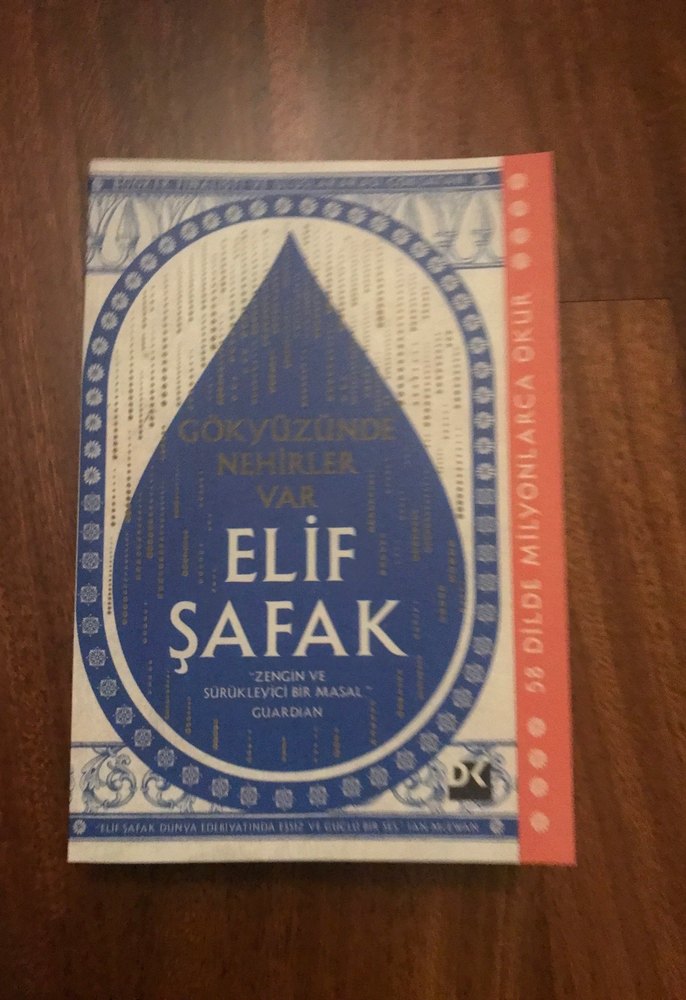 GÖKYÜZÜNDE
NEHİRLER
VAR
ELİF
ŞAFAK
"ZENGİN VE
SÜRÜKLEYİCİ BİR MASAL"
GUARDIAN
DK
"ELİF ŞAFAK DÜNYA EDEBİYATINDA EŞSİZ VE GÜÇLÜ BİR SES" IAN McEWAN
58 DİLDE MİLYONLARCA OKUR